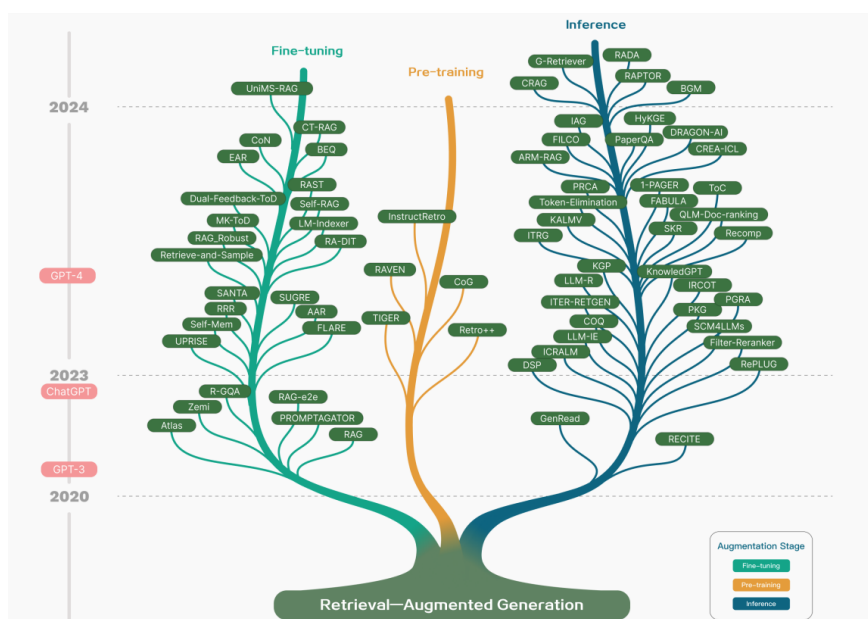 Inference
Fine-tuning
Pre-training
G-Retriever
RADA
CRAG
RAPTOR
BGM
UniMS-RAG
2024
CT-RAG
CoN
BEQ
EAR
IAG
HyKGE
FILCO
PaperQA
DRAGON-AI
ARM-RAG
CREA-ICL
RAST
Dual-Feedback-ToD
Self-RAG
MK-ToD
LM-Indexer
RAG_Robust
RA-DIT
Retrieve-and-Sample
InstructRetro
PRCA
1-PAGER
ToC
Token-Elimination
FABULA
KALMV
QLM-Doc-ranking
ITRG
SKR
Recomp
GPT-4
RAVEN
CoG
KGP
KnowledGPT
LLM-R
IRCOT
SANTA
SUGRE
RRR
AAR
Self-Mem
FLARE
UPRISE
TIGER
Retro++
ITER-RETGEN
PGRA
COQ
PKG
LLM-IE
SCM4LLMs
ICRALM
Filter-Reranker
DSP
RePLUG
2023
ChatGPT
R-GQA
RAG-e2e
Zemi
PROMPTAGATOR
Atlas
RAG
GenRead
RECITE
GPT-3
2020
Augmentation Stage
Fine-tuning
Pre-training
Inference
Retrieval—Augmented Generation